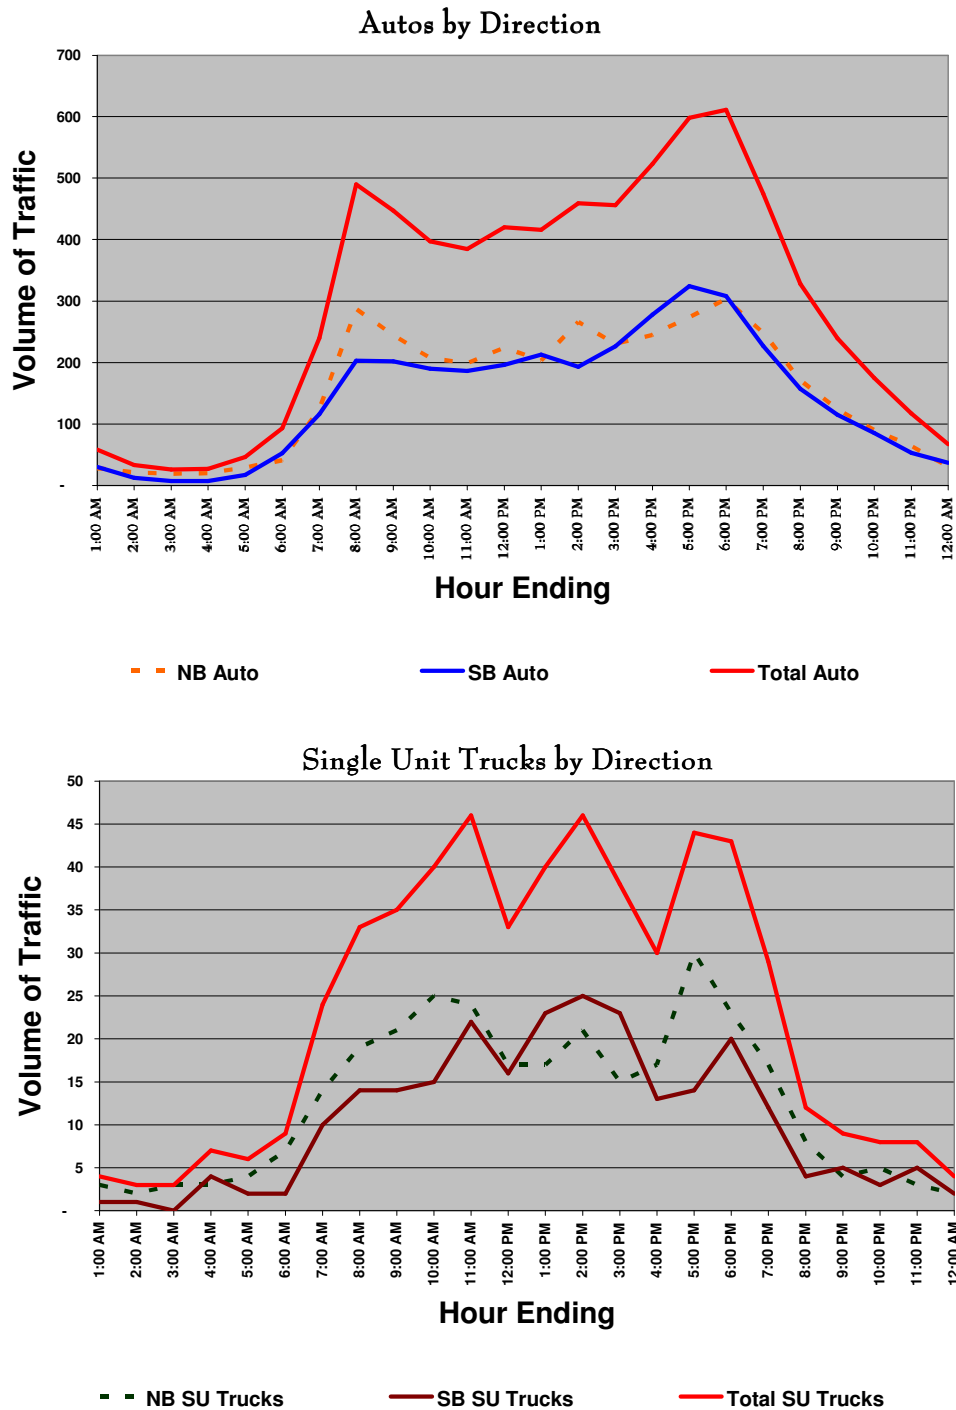 Autos by Direction
700
600
500
400
300
200
100
-
Volume of Traffic
1:00 AM
2:00 AM
3:00 AM
4:00 AM
5:00 AM
6:00 AM
7:00 AM
8:00 AM
9:00 AM
10:00 AM
11:00 AM
12:00 PM
1:00 PM
2:00 PM
3:00 PM
4:00 PM
5:00 PM
6:00 PM
7:00 PM
8:00 PM
9:00 PM
10:00 PM
11:00 PM
12:00 AM
Hour Ending
NB Auto
SB Auto
Total Auto
Single Unit Trucks by Direction
50
45
40
35
30
25
20
15
10
5
-
Volume of Traffic
1:00 AM
2:00 AM
3:00 AM
4:00 AM
5:00 AM
6:00 AM
7:00 AM
8:00 AM
9:00 AM
10:00 AM
11:00 AM
12:00 PM
1:00 PM
2:00 PM
3:00 PM
4:00 PM
5:00 PM
6:00 PM
7:00 PM
8:00 PM
9:00 PM
10:00 PM
11:00 PM
12:00 AM
Hour Ending
NB SU Trucks
SB SU Trucks
Total SU Trucks